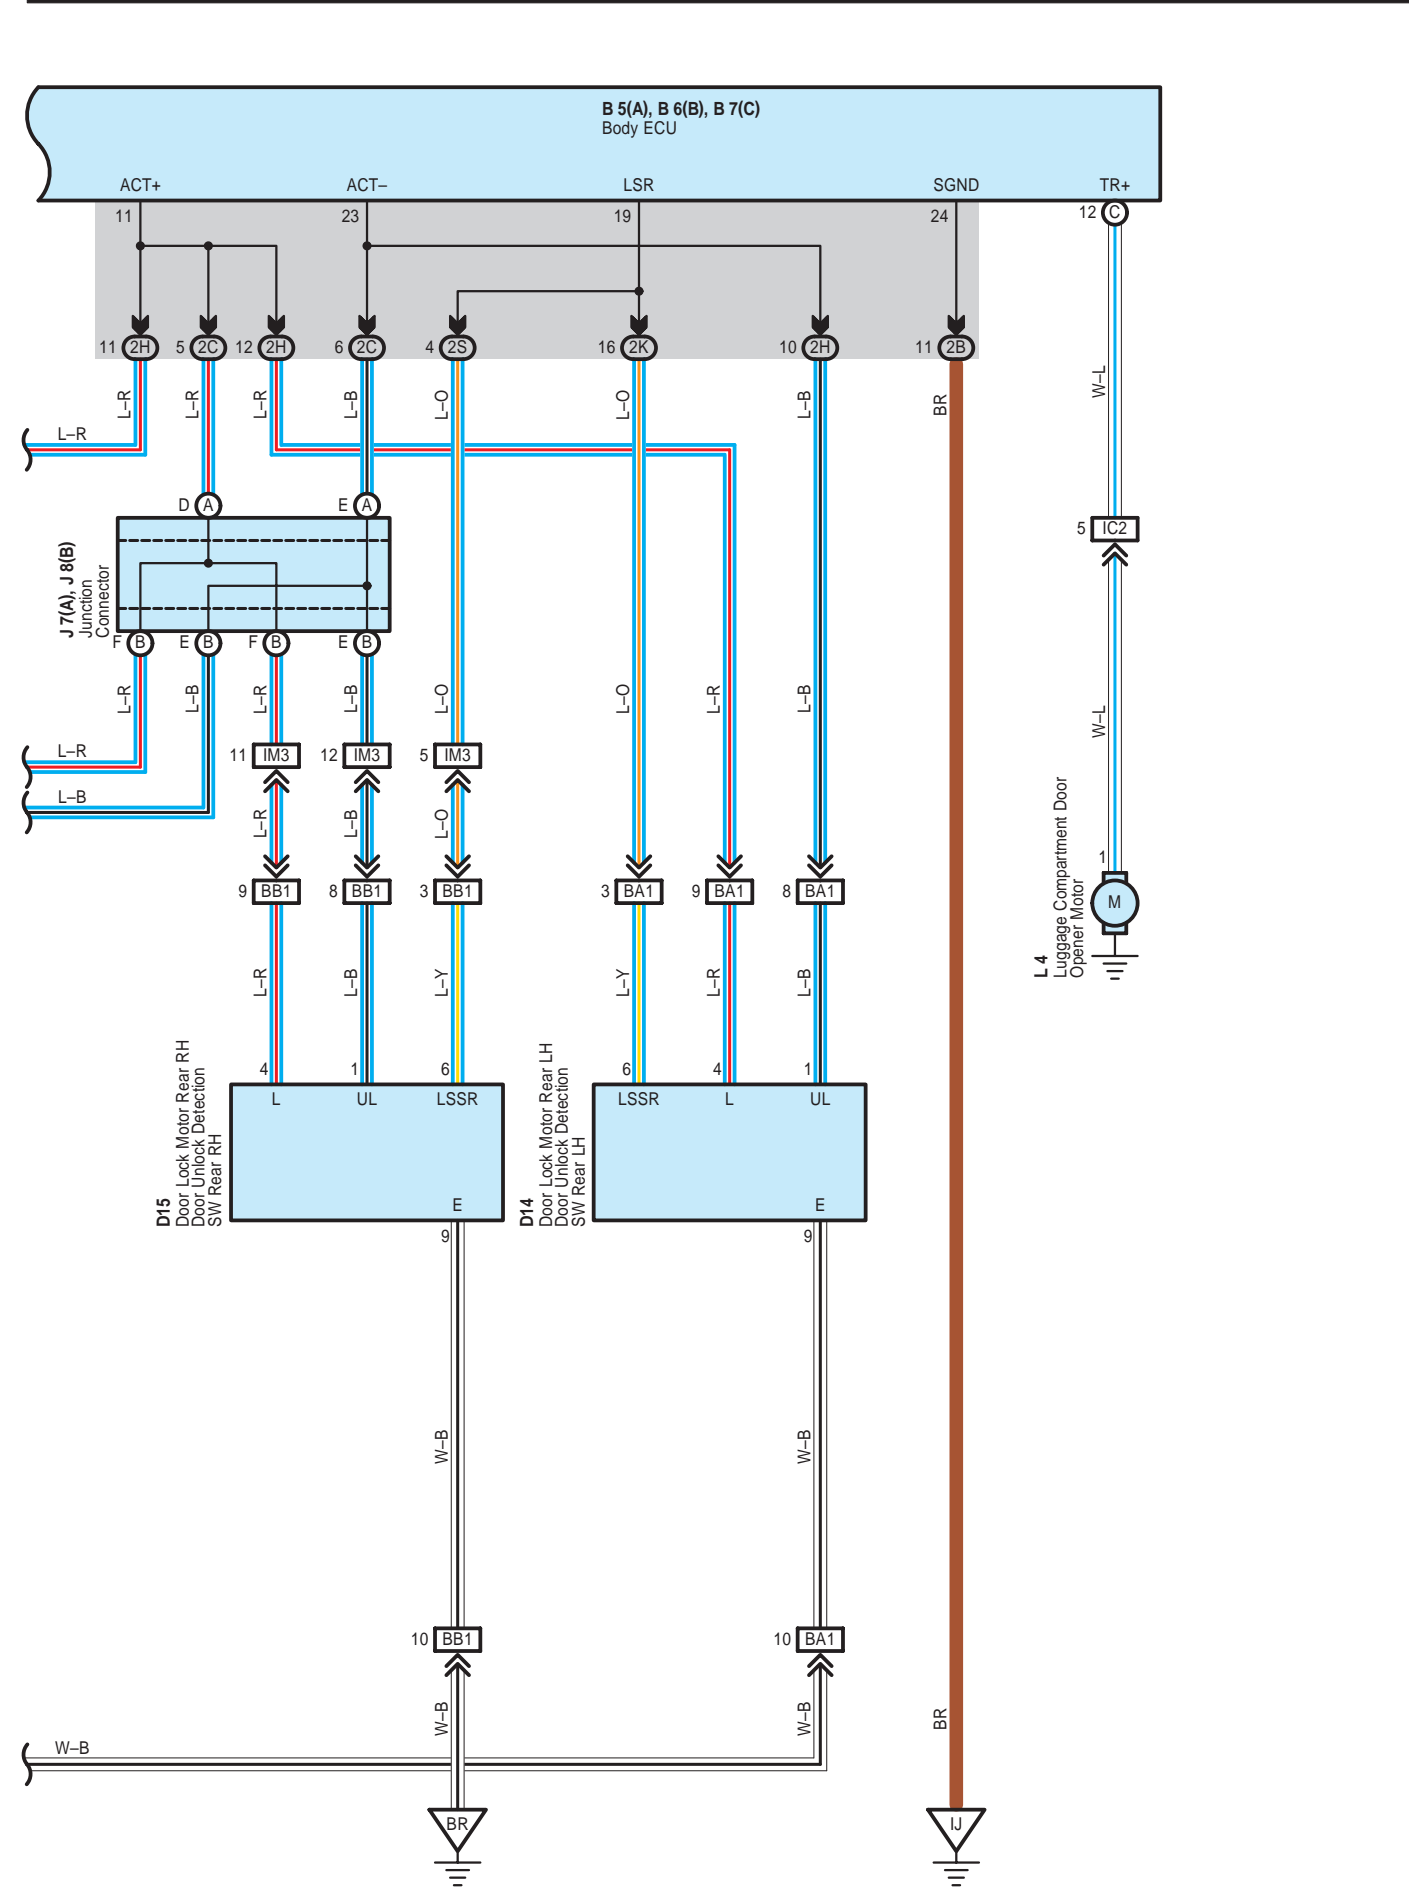 B 5(A), B 6(B), B 7(C)
Body ECU
ACT+ ACT– LSR SGND TR+
11 23 19 24 12 C
11 2H 5 2C 12 2H 6 2C 4 2S 16 2K 10 2H 11 2B
L–R L–R L–R L–B L–O L–O L–B BR W–L
L–R
D A E A
5 IC2
J 7(A), J 8(B)
Junction
Connector
F B E B F B E B
L–R L–B L–R L–B L–O L–O L–R L–B W–L
L–R
11 IM3 12 IM3 5 IM3
L–B
L–R L–B L–O
9 BB1 8 BB1 3 BB1 3 BA1 9 BA1 8 BA1
1
M
L 4
Luggage Compartment Door
Opener Motor
L–R L–B L–Y L–Y L–R L–B
4 1 6 6 4 1
L UL LSSR LSSR L UL
D15
Door Lock Motor Rear RH
Door Unlock Detection
SW Rear RH
D14
Door Lock Motor Rear LH
Door Unlock Detection
SW Rear LH
E E
9 9
W–B W–B
10 BB1 10 BA1
W–B W–B BR
W–B
BR IJ